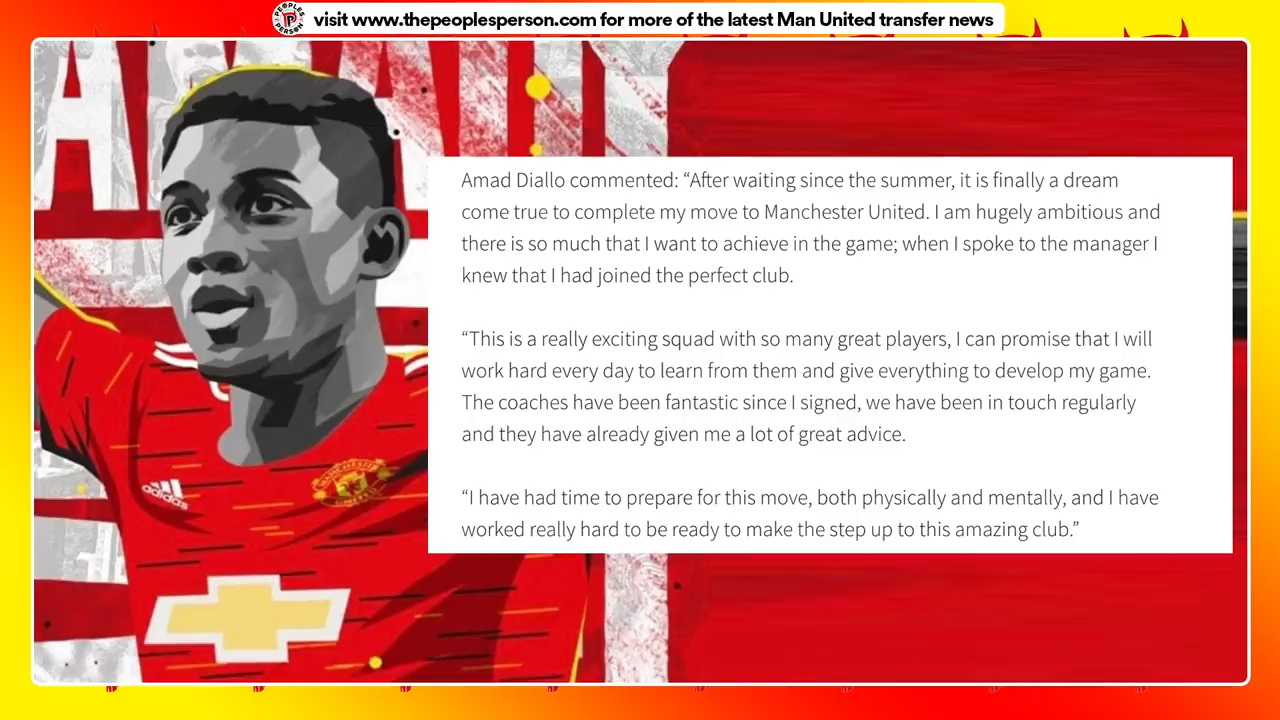 PEOPLES PERSON
visit www.thepeoplesperson.com for more of the latest Man United transfer news
AMAD
Amad Diallo commented: “After waiting since the summer, it is finally a dream
come true to complete my move to Manchester United. I am hugely ambitious and
there is so much that I want to achieve in the game; when I spoke to the manager I
knew that I had joined the perfect club.
“This is a really exciting squad with so many great players, I can promise that I will
work hard every day to learn from them and give everything to develop my game.
The coaches have been fantastic since I signed, we have been in touch regularly
and they have already given me a lot of great advice.
“I have had time to prepare for this move, both physically and mentally, and I have
worked really hard to be ready to make the step up to this amazing club.”
adidas
MANCHESTER